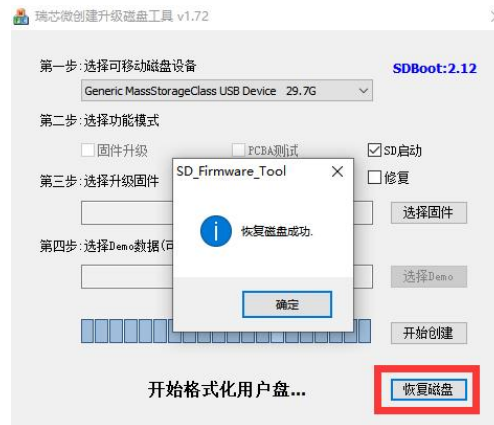 瑞芯微创建升级磁盘工具 v1.72
第一步:选择可移动磁盘设备
SDBoot:2.12
Generic MassStorageClass USB Device 29.7G
第二步:选择功能模式
固件升级
PCBA测试
SD启动
SD_Firmware_Tool
第三步:选择升级固件
修复
选择固件
恢复磁盘成功.
第四步:选择Demo数据(可
选择Demo
确定
开始创建
开始格式化用户盘...
恢复磁盘